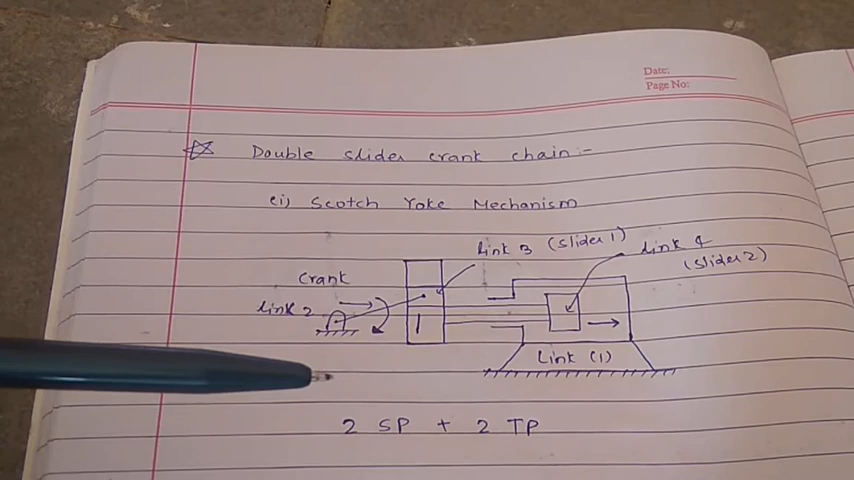 Date:
Page No:
Double slider crank chain:-
(i) Scotch Yoke Mechanism
Link 3 (Slider 1)
Link 4
(Slider 2)
Crank
Link 2
Link (1)
2 SP + 2 TP